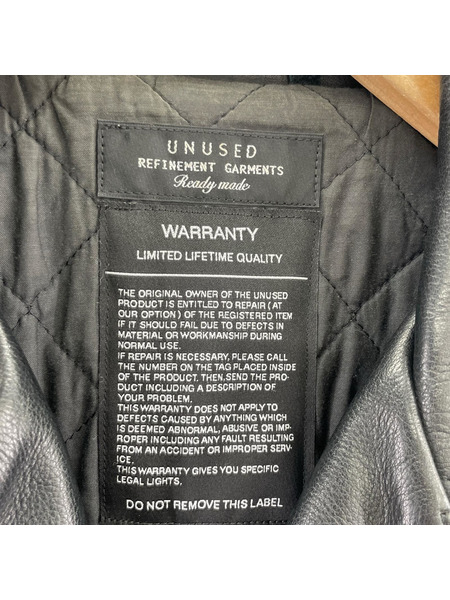 UNUSED
REFINEMENT GARMENTS
Ready made
WARRANTY
LIMITED LIFETIME QUALITY
THE ORIGINAL OWNER OF THE UNUSED
PRODUCT IS ENTITLED TO REPAIR (AT
OUR OPTION) OF THE REGISTERED ITEM
IF IT SHOULD FAIL DUE TO DEFECTS IN
MATERIAL OR WORKMANSHIP DURING
NORMAL USE.
IF REPAIR IS NECESSARY, PLEASE CALL
THE NUMBER ON THE TAG PLACED INSIDE
OF THE PRODUCT, THEN.SEND THE PRO-
DUCT INCLUDING A DESCRIPTION OF
YOUR PROBLEM.
THIS WARRANTY DOES NOT APPLY TO
DEFECTS CAUSED BY ANYTHING WHICH
IS DEEMED ABNORMAL, ABUSIVE OR IMP-
ROPER INCLUDING ANY FAULT RESULTING
FROM AN ACCIDENT OR IMPROPER SERV-
ICE.
THIS WARRANTY GIVES YOU SPECIFIC
LEGAL LIGHTS.
DO NOT REMOVE THIS LABEL